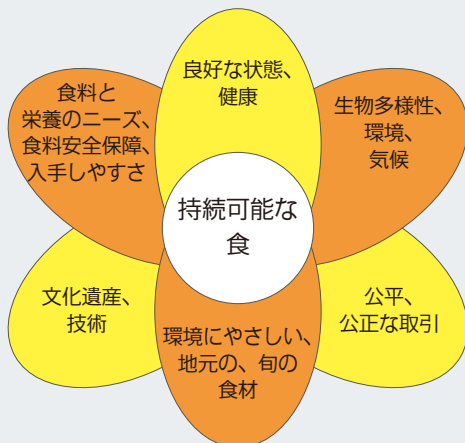 良好な状態、
健康
食料と
栄養のニーズ、
食料安全保障、
入手しやすさ
生物多様性、
環境、
気候
持続可能な
食
文化遺産、
技術
公平、
公正な取引
環境にやさしい、
地元の、旬の
食材